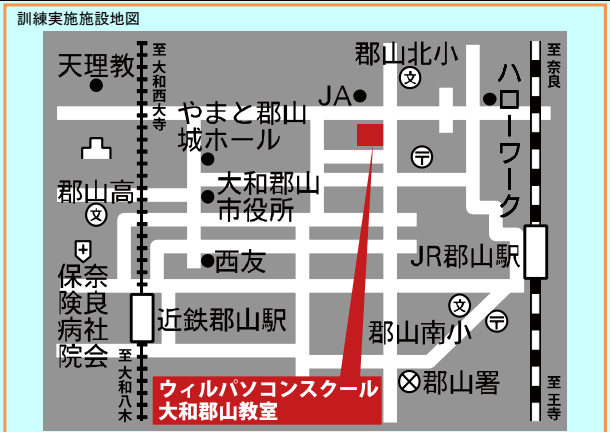 訓練実施施設地図
至大和西大寺
至奈良
郡山北小
天理教
文
JA
ハローワーク
やまと郡山
城ホール
〒
郡山高
文
大和郡山
市役所
西友
JR郡山駅
奈良社会
保険病院
近鉄郡山駅
文
〒
郡山南小
至大和八木
郡山署
至王寺
ウィルパソコンスクール
大和郡山教室